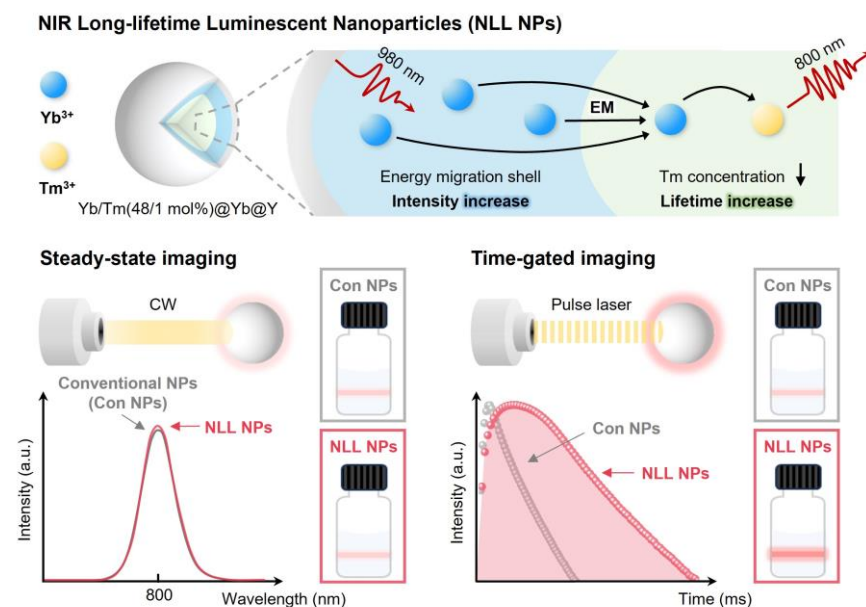 NIR Long-lifetime Luminescent Nanoparticles (NLL NPs)
980 nm
800 nm
Yb³⁺
EM
Tm³⁺
Energy migration shell
Intensity increase
Tm concentration ↓
Lifetime increase
Yb/Tm(48/1 mol%)@Yb@Y
Steady-state imaging
CW
Con NPs
Conventional NPs
(Con NPs)
NLL NPs
NLL NPs
Intensity (a.u.)
800
Wavelength (nm)
Time-gated imaging
Pulse laser
Con NPs
Con NPs
NLL NPs
NLL NPs
Intensity (a.u.)
Time (ms)